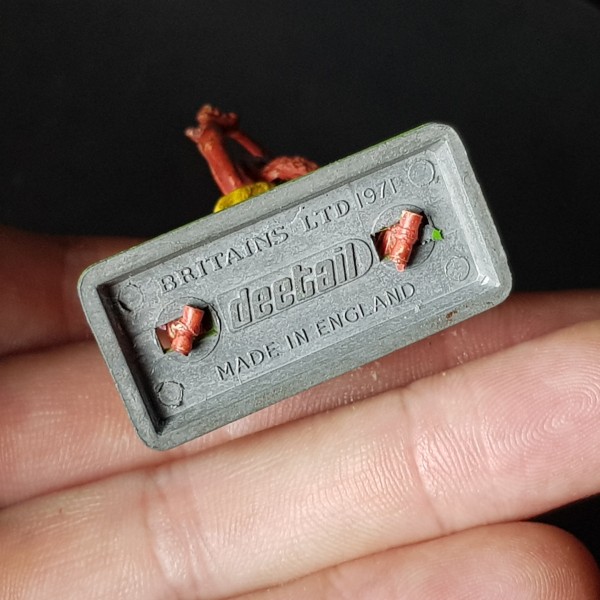 BRITAINS LTD 1971
deetail
MADE IN ENGLAND